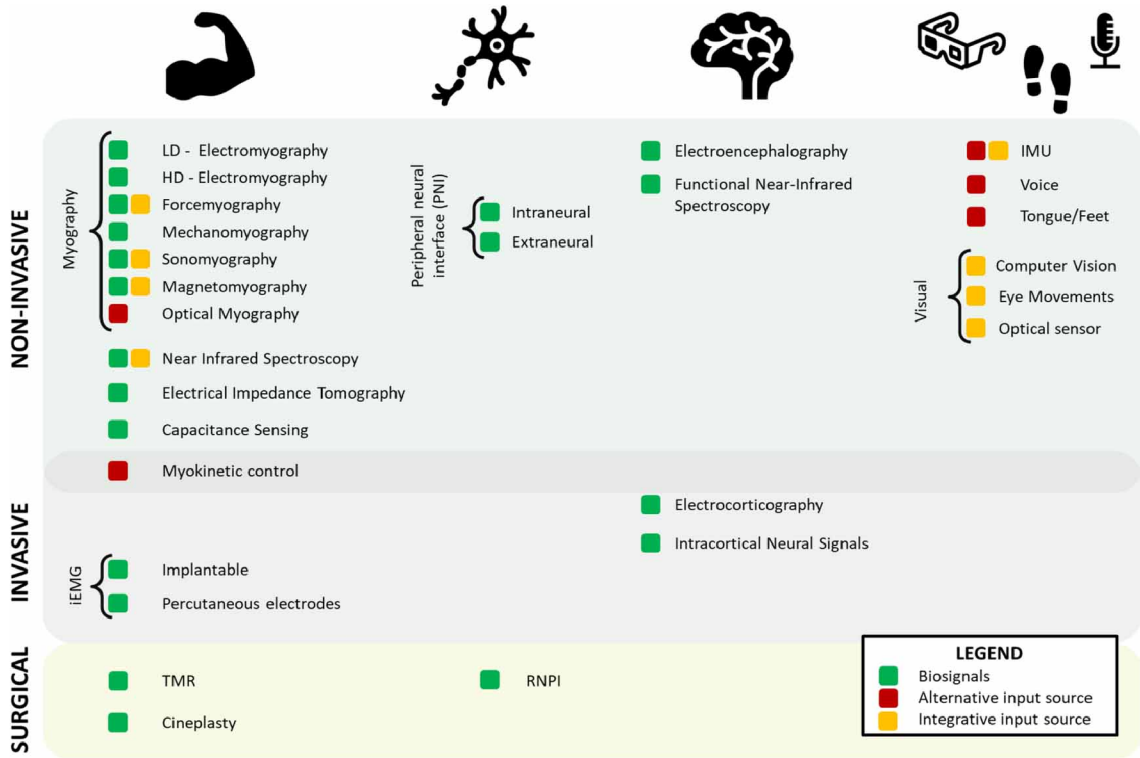 NON-INVASIVE
Myography
LD - Electromyography
HD - Electromyography
Forcemyography
Mechanomyography
Sonomyography
Magnetomyography
Optical Myography
Near Infrared Spectroscopy
Electrical Impedance Tomography
Capacitance Sensing
Myokinetic control
Peripheral neural
interface (PNI)
Intraneural
Extraneural
Electroencephalography
Functional Near-Infrared
Spectroscopy
IMU
Voice
Tongue/Feet
Visual
Computer Vision
Eye Movements
Optical sensor
INVASIVE
iEMG
Implantable
Percutaneous electrodes
Electrocorticography
Intracortical Neural Signals
SURGICAL
TMR
Cineplasty
RNPI
LEGEND
Biosignals
Alternative input source
Integrative input source